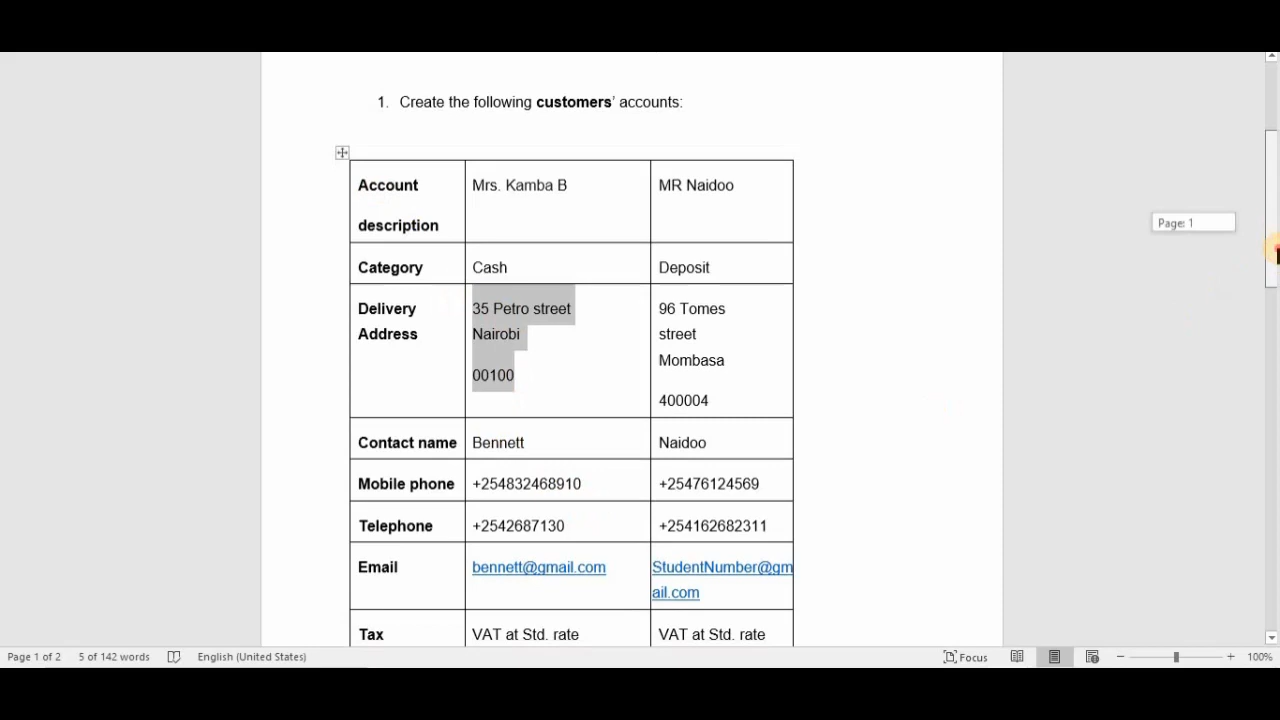 1. Create the following customers' accounts:
Account description Mrs. Kamba B MR Naidoo
Category Cash Deposit
Delivery Address 35 Petro street Nairobi 00100 96 Tomes street Mombasa 400004
Contact name Bennett Naidoo
Mobile phone +254832468910 +25476124569
Telephone +2542687130 +254162682311
Email bennett@gmail.com StudentNumber@gmail.com
Tax VAT at Std. rate VAT at Std. rate
Page: 1
Page 1 of 2 5 of 142 words English (United States) Focus 100%